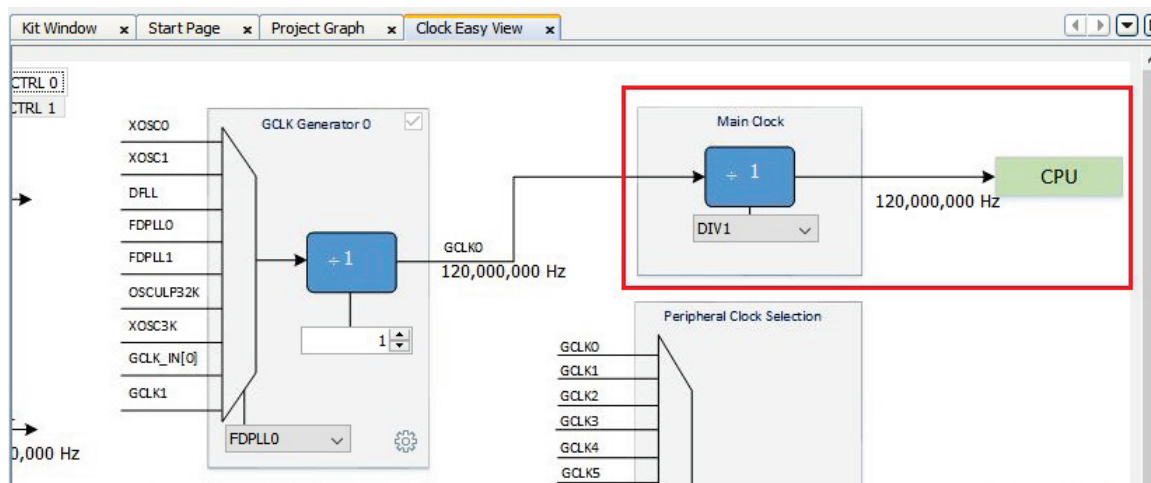 Kit Window x Start Page x Project Graph x Clock Easy View x
CTRL 0
CTRL 1
XOSC0
XOSC1
DFLL
FDPLL0
FDPLL1
OSCULP32K
XOSC3K
GCLK_IN[0]
GCLK1
GCLK Generator 0
÷ 1
1
FDPLL0
GCLK0
120,000,000 Hz
Main Clock
÷ 1
DIV1
120,000,000 Hz
CPU
Peripheral Clock Selection
GCLK0
GCLK1
GCLK2
GCLK3
GCLK4
GCLK5
0,000 Hz